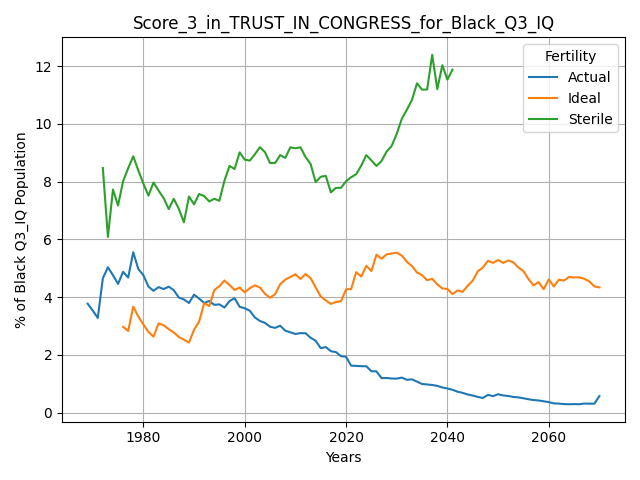 Score_3_in_TRUST_IN_CONGRESS_for_Black_Q3_IQ
% of Black Q3_IQ Population
12
10
8
6
4
2
0
Fertility
Actual
Ideal
Sterile
1980
2000
2020
2040
2060
Years